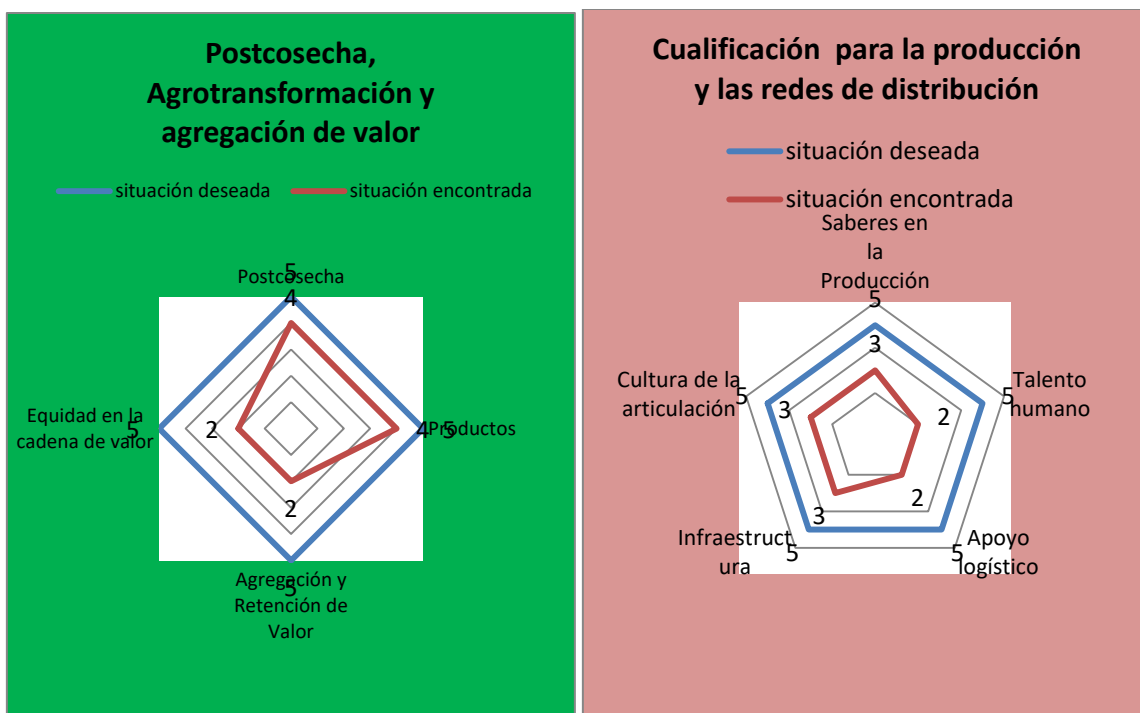 Postcosecha,
Agrotransformación y
agregación de valor
situación deseada
situación encontrada
5
Postcosecha
4
Equidad en la
cadena de valor
5
2
4
Productos
5
2
Agregación y
5
Retención de
Valor
Cualificación para la producción
y las redes de distribución
situación deseada
situación encontrada
Saberes en
la
Producción
5
3
Cultura de la
articulación
5
3
2
Talento
5
humano
Infraestruct
ura
5
3
2
Apoyo
5
logístico